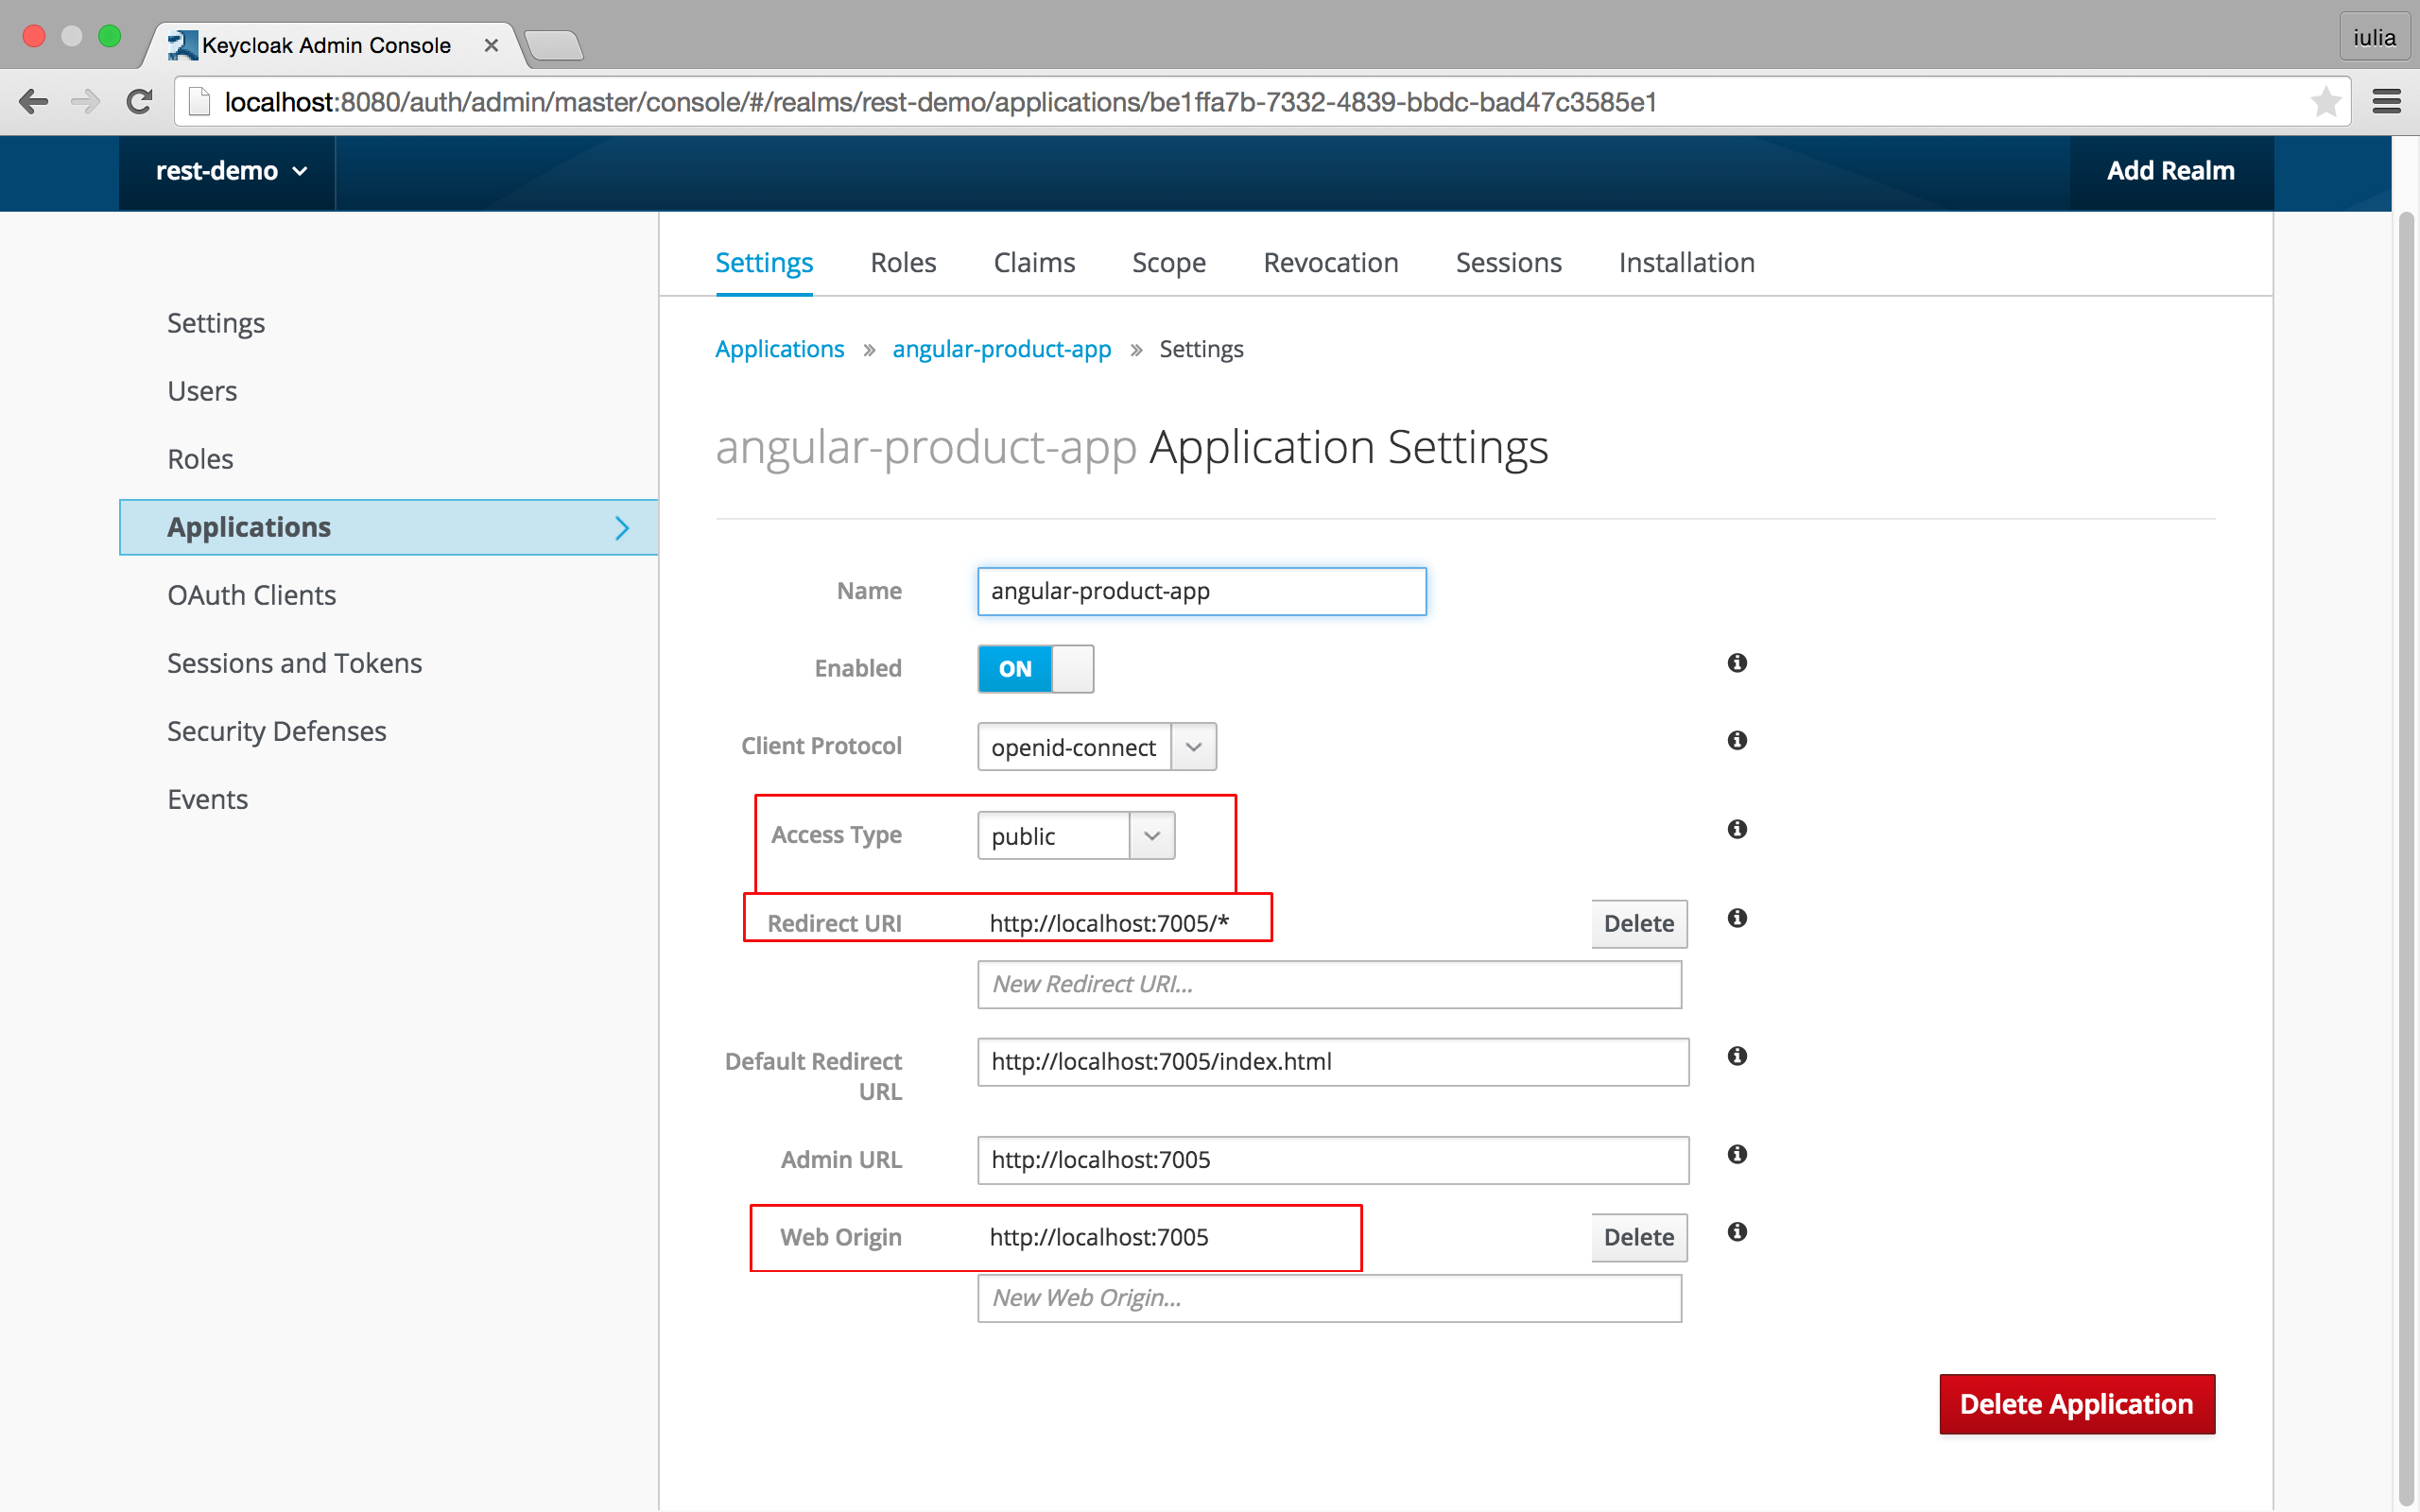 Keycloak Admin Console
iulia
localhost:8080/auth/admin/master/console/#/realms/rest-demo/applications/be1ffa7b-7332-4839-bbdc-bad47c3585e1
rest-demo
Add Realm
Settings
Users
Roles
Applications
OAuth Clients
Sessions and Tokens
Security Defenses
Events
Settings Roles Claims Scope Revocation Sessions Installation
Applications » angular-product-app » Settings
angular-product-app Application Settings
Name angular-product-app
Enabled ON
Client Protocol openid-connect
Access Type public
Redirect URI http://localhost:7005/* Delete
New Redirect URI...
Default Redirect URL http://localhost:7005/index.html
Admin URL http://localhost:7005
Web Origin http://localhost:7005 Delete
New Web Origin...
Delete Application